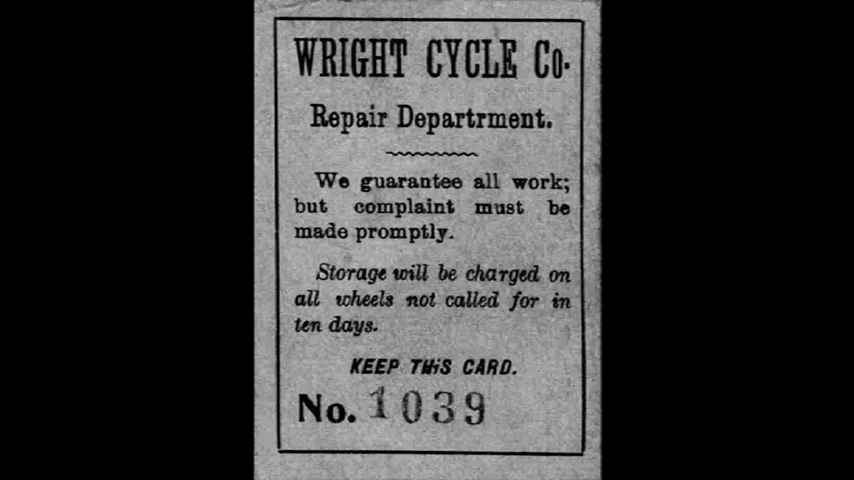 WRIGHT CYCLE Co.
Repair Departrment.
We guarantee all work;
but complaint must be
made promptly.
Storage will be charged on
all wheels not called for in
ten days.
KEEP THiS CARD.
No. 1039